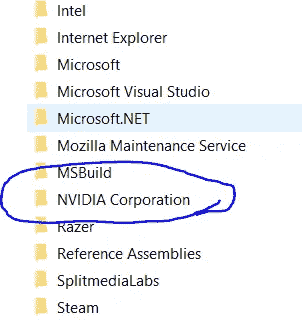 Intel
Internet Explorer
Microsoft
Microsoft Visual Studio
Microsoft.NET
Mozilla Maintenance Service
MSBuild
NVIDIA Corporation
Razer
Reference Assemblies
SplitmediaLabs
Steam